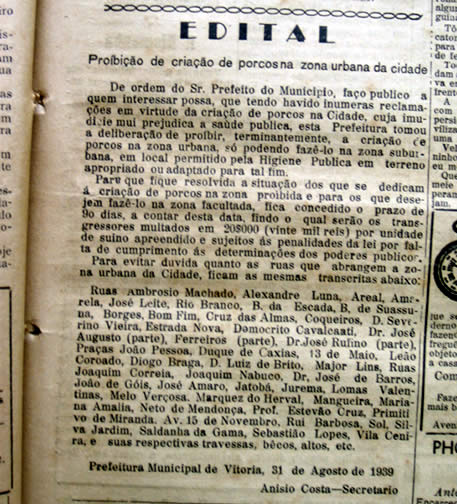 EDITAL
Proíbição de criação de porcos na zona urbana da cidade
De ordem do Sr. Prefeito do Municipio, faço publico a
quem interessar possa, que tendo havido inumeras reclama-
ções em virtude da criação de porcos na Cidade, cuja imu-
didie mui prejudica a saúde publica, esta Prefeitura tomou
a deliberação de probir, terminantemente, a criação de
porcos na zona urbana, só podendo fazê-lo na zona subur-
bana, em local permitido pela Higiene Publica em terreno
apropriado ou adaptado para tal fim.
Para que fique resolvida a situação dos que se dedicam
á criação de porcos na zona proibida e para os que dese-
jem fazê-lo na zona facultada, fica concedido o prazo de
90 dias, a contar desta data, findo o qual serão os trans-
gressores multados em 20$000 (vinte mil reis) por unidade
de suino apreendido e sujeitos ás penalidades da lei por fal-
ta de cumprimento ás determinações dos poderes publicos.
Para evitar duvida quanto as ruas que abrangem a zo-
na urbana da Cidade, ficam as mesmas transcritas abaixo:
Ruas Ambrosio Machado, Alexandre Luna, Areal, Ama-
rela, José Leite, Rio Branco, B. da Escada, B. de Suassu-
na, Borges, Bom Fim, Cruz das Almas, Coqueiros, D. Seve-
rino Vieira, Estrada Nova, Democrito Cavalcanti, Dr. José
Augusto (parte), Ferreiros (parte), Dr. José Rufino (parte),
Praças João Pessoa, Duque de Caxias, 13 de Maio, Leão
Coroado, Diogo Braga, D. Luiz de Brito, Major Lins, Ruas
Joaquim Correia, Joaquim Nabuco, Dr. José de Barros,
João de Góis, José Amaro, Jatobá, Jurema, Lomas Valen-
tinas, Melo Verçosa. Marquez do Herval, Mangueira, Maria-
na Amalia, Neto de Mendonça, Prof. Estevão Cruz, Primiti-
vo de Miranda. Av. 15 de Novembro, Rui Barbosa, Sol, Sil-
va Jardim, Saldanha da Gama, Sebastião Lopes, Vila Cení-
ra, e suas respectivas travessas, bêcos, altos, etc.
Prefeitura Municipal de Vitoria, 31 de Agosto de 1939
Anisio Costa—Secretario